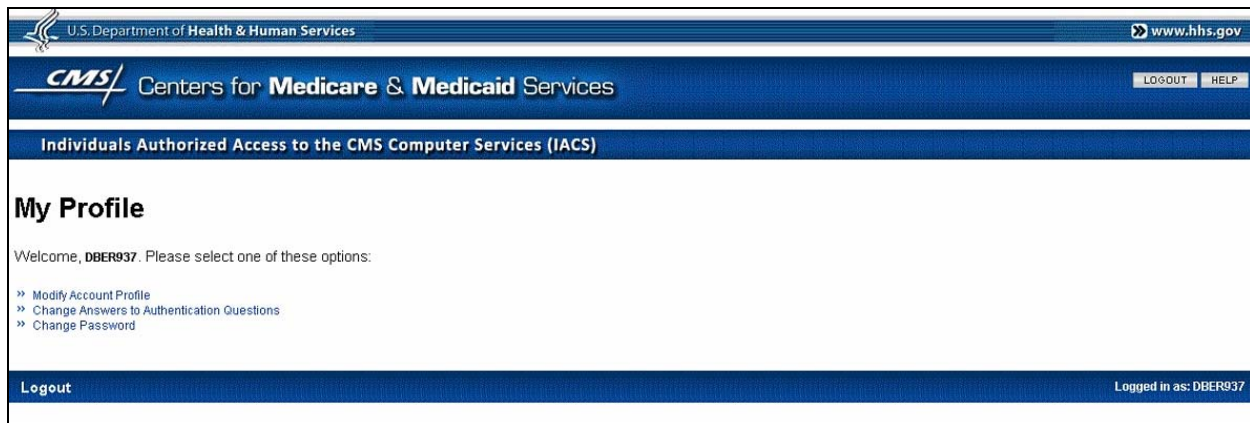 U.S. Department of Health & Human Services
www.hhs.gov
CMS/ Centers for Medicare & Medicaid Services
LOGOUT HELP
Individuals Authorized Access to the CMS Computer Services (IACS)
My Profile
Welcome, DBER937. Please select one of these options:
» Modify Account Profile
» Change Answers to Authentication Questions
» Change Password
Logout
Logged in as: DBER937